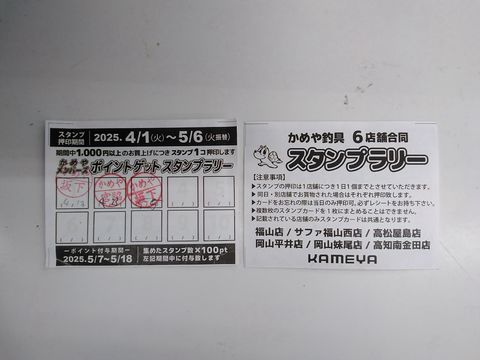 スタンプ
押印期間
2025. 4/1(火)～5/6(火振替)
期間中1,000円以上のお買上げにつきスタンプ1コ押印します
かめや
メンバーズ ポイントゲット スタンプラリー
坂下 かめや かめや
ーポイント付与期間ー
2025.5/7～5/18
集めたスタンプ数×100pt
左記期間中に付与致します
かめや釣具 6店舗合同
スタンプラリー
【注意事項】
▶スタンプの押印は1店舗につき1日1個までとさせていただきます。
▶同日・別店舗でお買物された場合はそれぞれ押印致します。
▶カードをお忘れの際は当日のみ押印可。必ずレシートをお持ち下さい。
▶複数枚のスタンプカードを1枚にまとめることはできません。
▶記載されている店舗のみスタンプカードは共通となります。
福山店 / サファ福山西店 / 高松屋島店
岡山平井店 / 岡山妹尾店 / 高知南金田店
KAMEYA